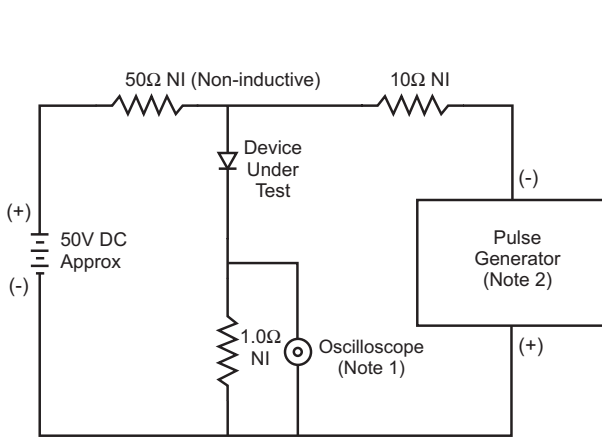 50Ω NI (Non-inductive)
10Ω NI
Device
Under
Test
(+)
50V DC
Approx
(-)
1.0Ω
NI
Oscilloscope
(Note 1)
(-)
Pulse
Generator
(Note 2)
(+)